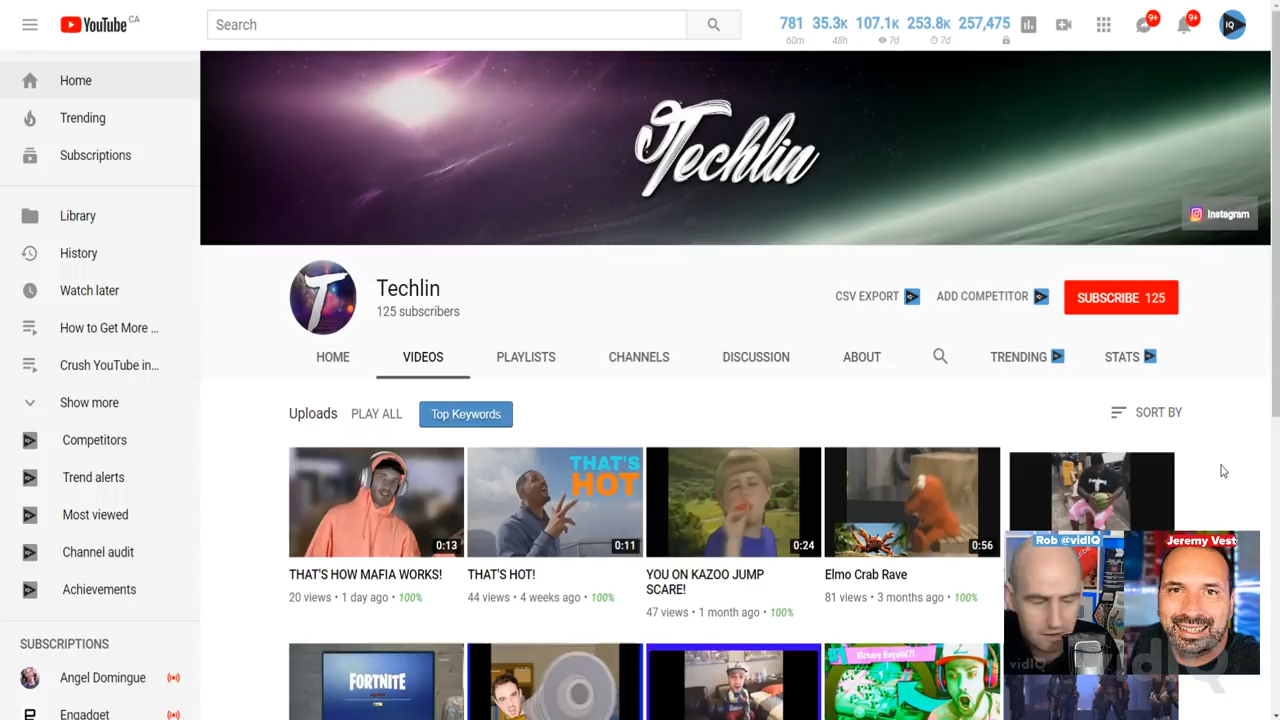 YouTube CA
Search
781 35.3K 107.1K 253.8K 257,475
60m 48h 7d 7d
9+ 9+
IQ
Home
Trending
Subscriptions
Library
History
Watch later
How to Get More ...
Crush YouTube in...
Show more
Competitors
Trend alerts
Most viewed
Channel audit
Achievements
SUBSCRIPTIONS
Angel Domingue
Engadget
Techlin
Instagram
T
Techlin
125 subscribers
CSV EXPORT ADD COMPETITOR SUBSCRIBE 125
HOME VIDEOS PLAYLISTS CHANNELS DISCUSSION ABOUT TRENDING STATS
Uploads PLAY ALL Top Keywords SORT BY
THAT'S HOT
0:13 0:11 0:24 0:56
THAT'S HOW MAFIA WORKS! THAT'S HOT! YOU ON KAZOO JUMP SCARE! Elmo Crab Rave
20 views • 1 day ago • 100% 44 views • 4 weeks ago • 100% 47 views • 1 month ago • 100% 81 views • 3 months ago • 100%
Rob @vidIQ Jeremy Vest
vidIQ
vidIQ
FORTNITE